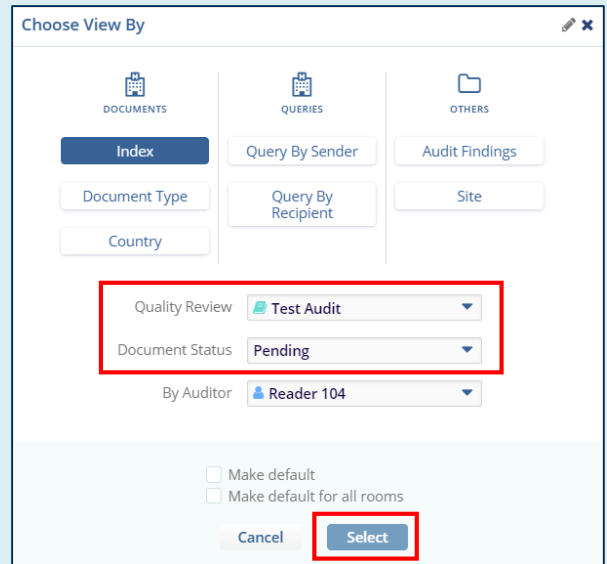 Choose View By
DOCUMENTS
QUERIES
OTHERS
Index
Query By Sender
Audit Findings
Document Type
Query By
Recipient
Site
Country
Quality Review
Test Audit
Document Status
Pending
By Auditor
Reader 104
Make default
Make default for all rooms
Cancel
Select